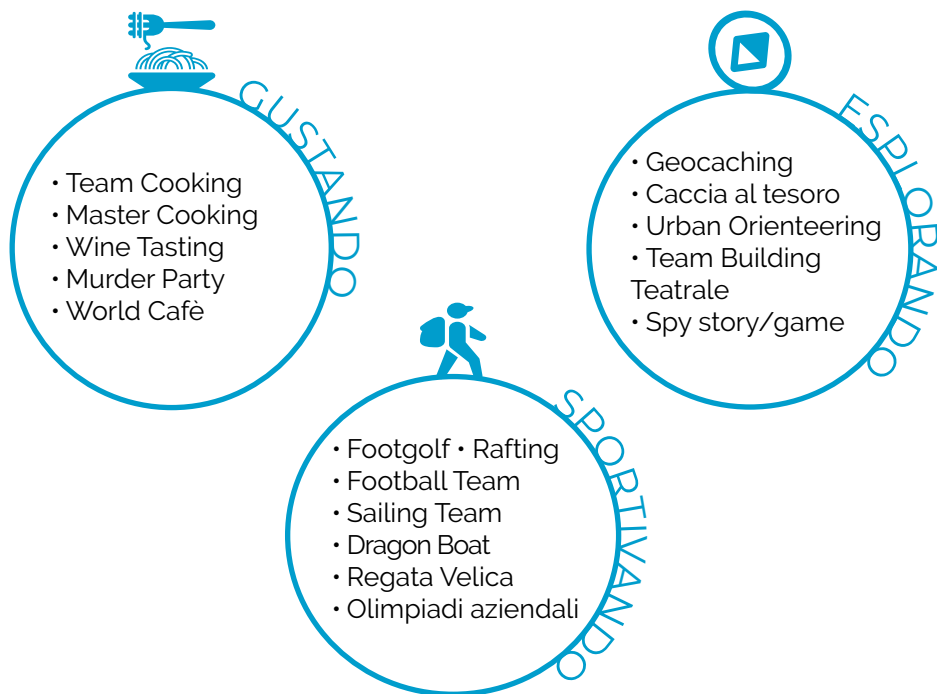 GUSTANDO
• Team Cooking
• Master Cooking
• Wine Tasting
• Murder Party
• World Cafè
ESPLORANDO
• Geocaching
• Caccia al tesoro
• Urban Orienteering
• Team Building
Teatrale
• Spy story/game
SPORTIVANDO
• Footgolf • Rafting
• Football Team
• Sailing Team
• Dragon Boat
• Regata Velica
• Olimpiadi aziendali